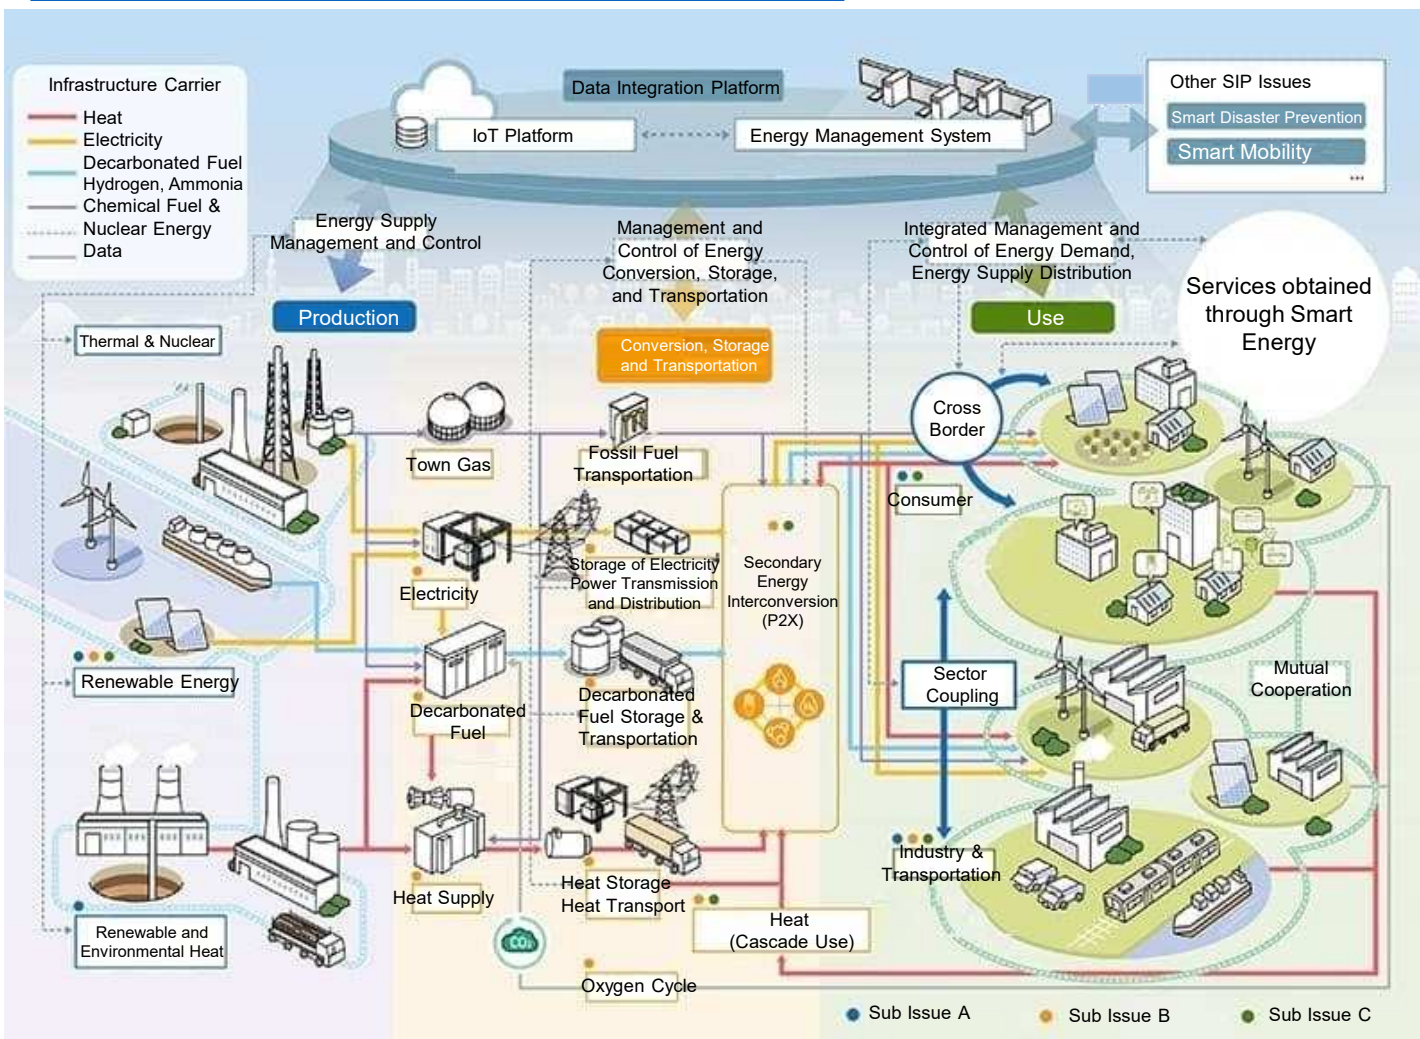 Data Integration Platform
IoT Platform
Energy Management System
Other SIP Issues
Smart Disaster Prevention
Smart Mobility
...
Infrastructure Carrier
Heat
Electricity
Decarbonated Fuel
Hydrogen, Ammonia
Chemical Fuel &
Nuclear Energy
Data
Energy Supply
Management and Control
Management and
Control of Energy
Conversion, Storage,
and Transportation
Integrated Management and
Control of Energy Demand,
Energy Supply Distribution
Services obtained
through Smart
Energy
Production
Conversion, Storage
and Transportation
Use
Thermal & Nuclear
Renewable Energy
Renewable and
Environmental Heat
Town Gas
Electricity
Decarbonated
Fuel
Heat Supply
CO₂
Fossil Fuel
Transportation
Storage of Electricity
Power Transmission
and Distribution
Decarbonated
Fuel Storage &
Transportation
Heat Storage
Heat Transport
Oxygen Cycle
Secondary
Energy
Interconversion
(P2X)
Heat
(Cascade Use)
Cross
Border
Consumer
Sector
Coupling
Industry &
Transportation
Mutual
Cooperation
Sub Issue A
Sub Issue B
Sub Issue C